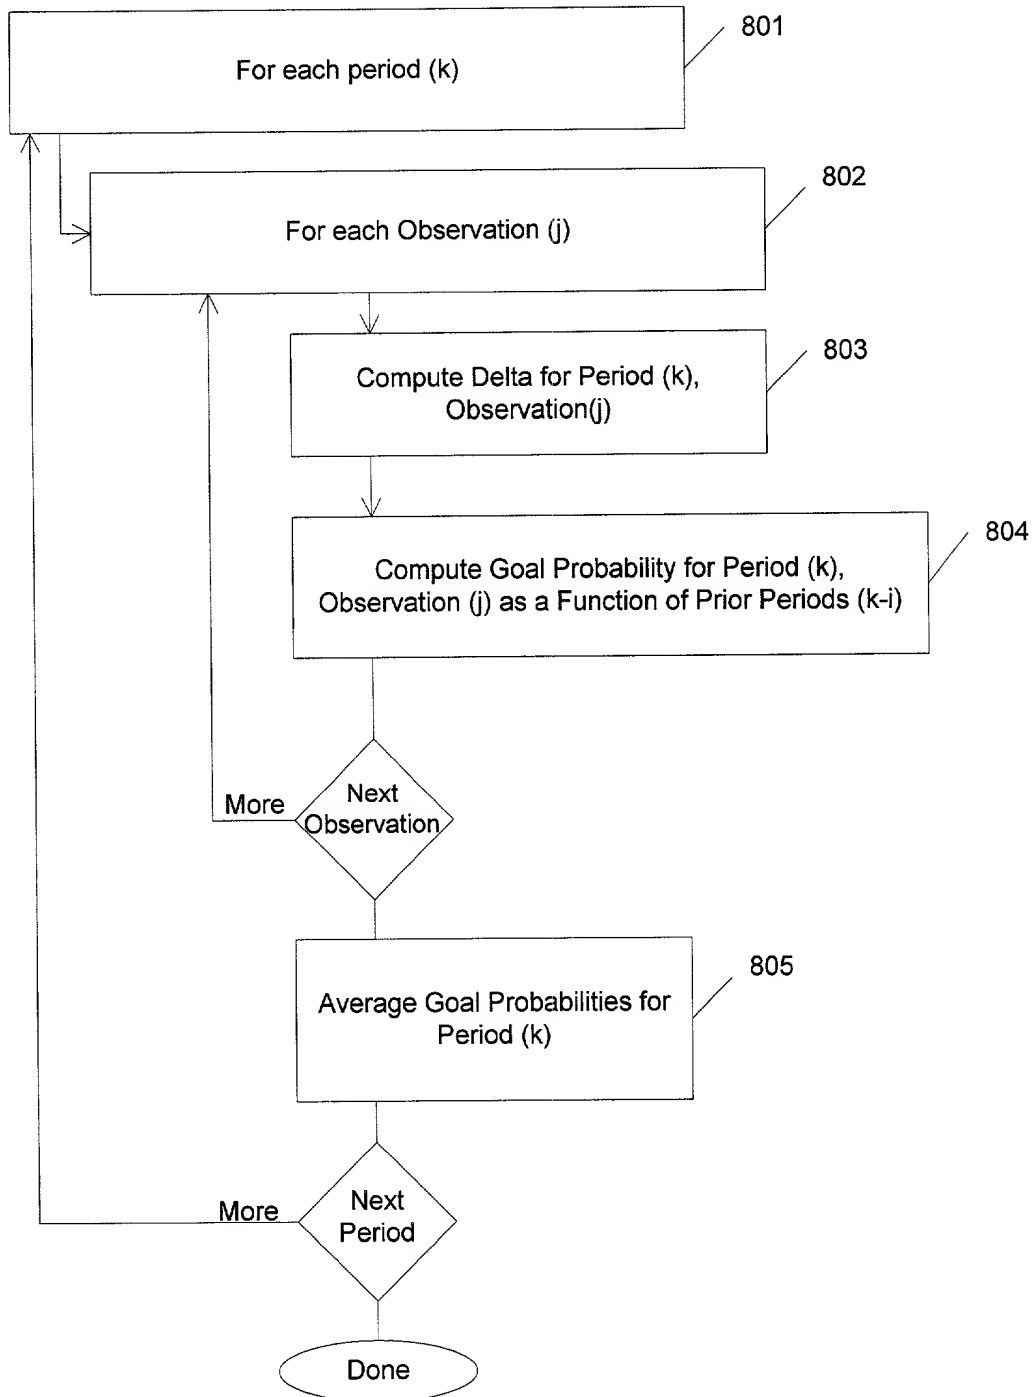 801
For each period (k)
802
For each Observation (j)
803
Compute Delta for Period (k),
Observation(j)
804
Compute Goal Probability for Period (k),
Observation (j) as a Function of Prior Periods (k-i)
More
Next
Observation
805
Average Goal Probabilities for
Period (k)
More
Next
Period
Done